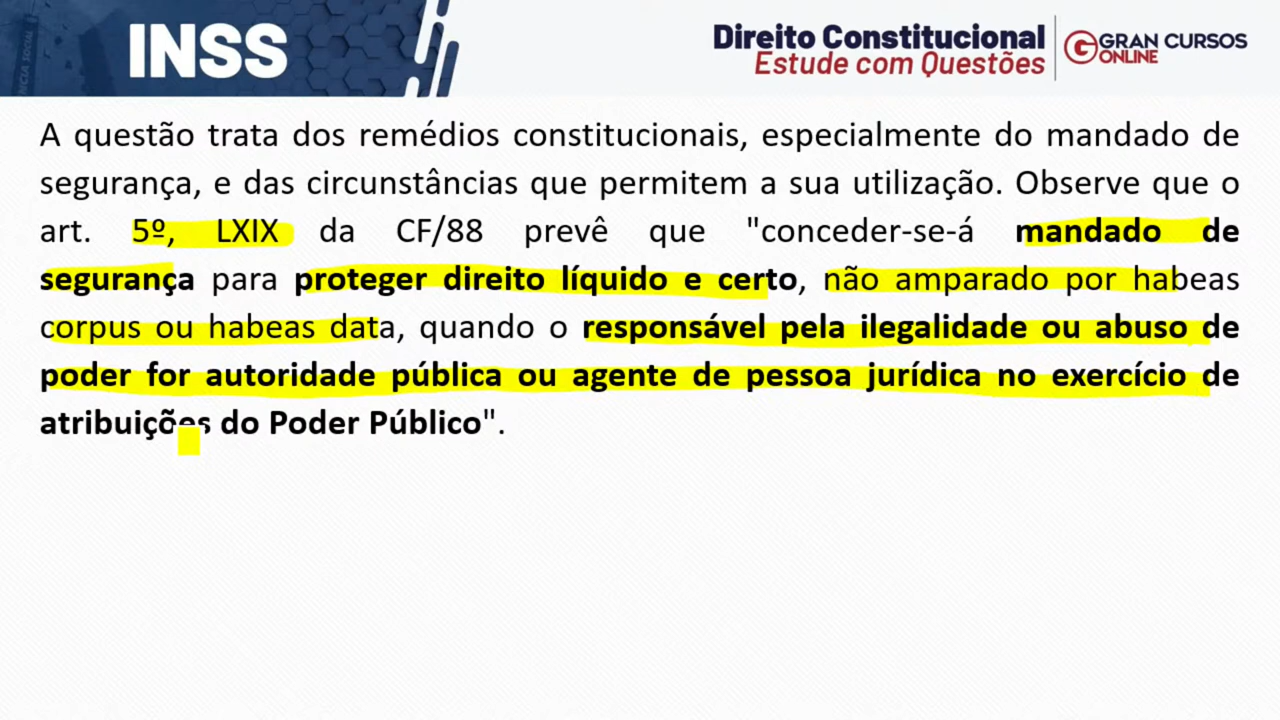 INSS
Direito Constitucional
Estude com Questões
GRAN CURSOS
ONLINE
A questão trata dos remédios constitucionais, especialmente do mandado de
segurança, e das circunstâncias que permitem a sua utilização. Observe que o
art. 5º, LXIX da CF/88 prevê que "conceder-se-á mandado de
segurança para proteger direito líquido e certo, não amparado por habeas
corpus ou habeas data, quando o responsável pela ilegalidade ou abuso de
poder for autoridade pública ou agente de pessoa jurídica no exercício de
atribuições do Poder Público".